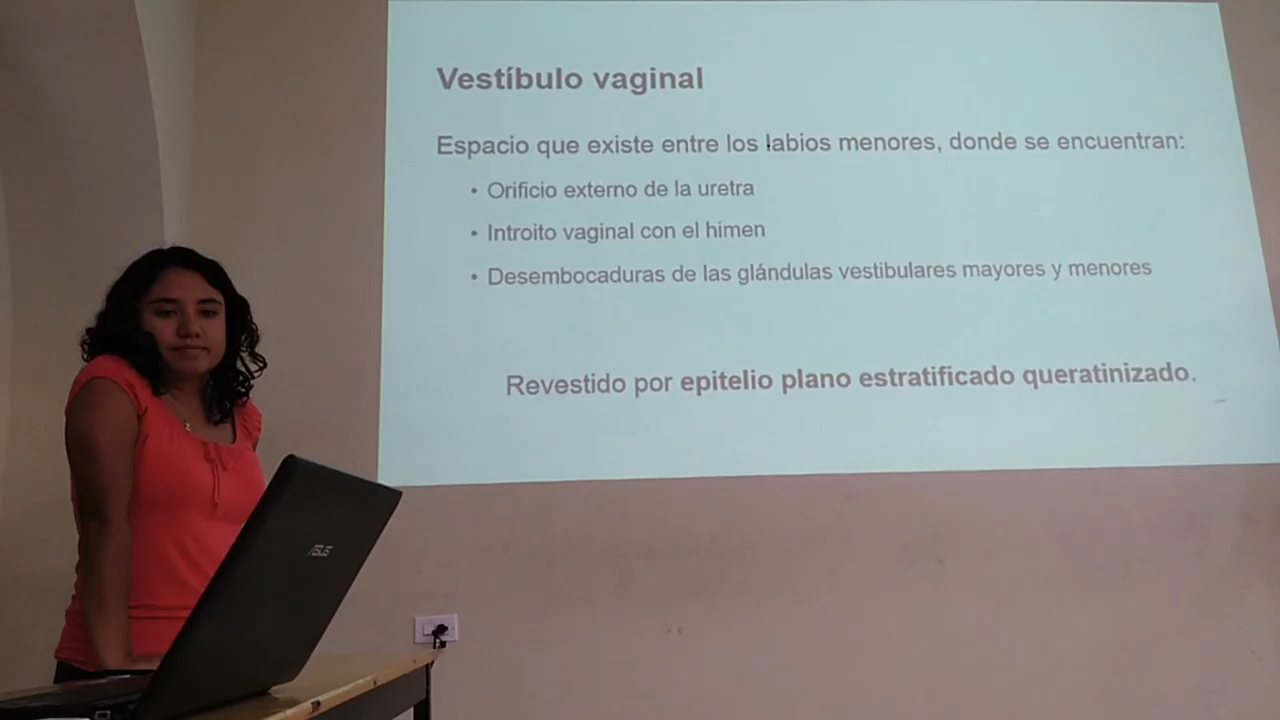 Vestíbulo vaginal
Espacio que existe entre los labios menores, donde se encuentran:
• Orificio externo de la uretra
• Introito vaginal con el himen
• Desembocaduras de las glándulas vestibulares mayores y menores
Revestido por epitelio plano estratificado queratinizado.
ASUS